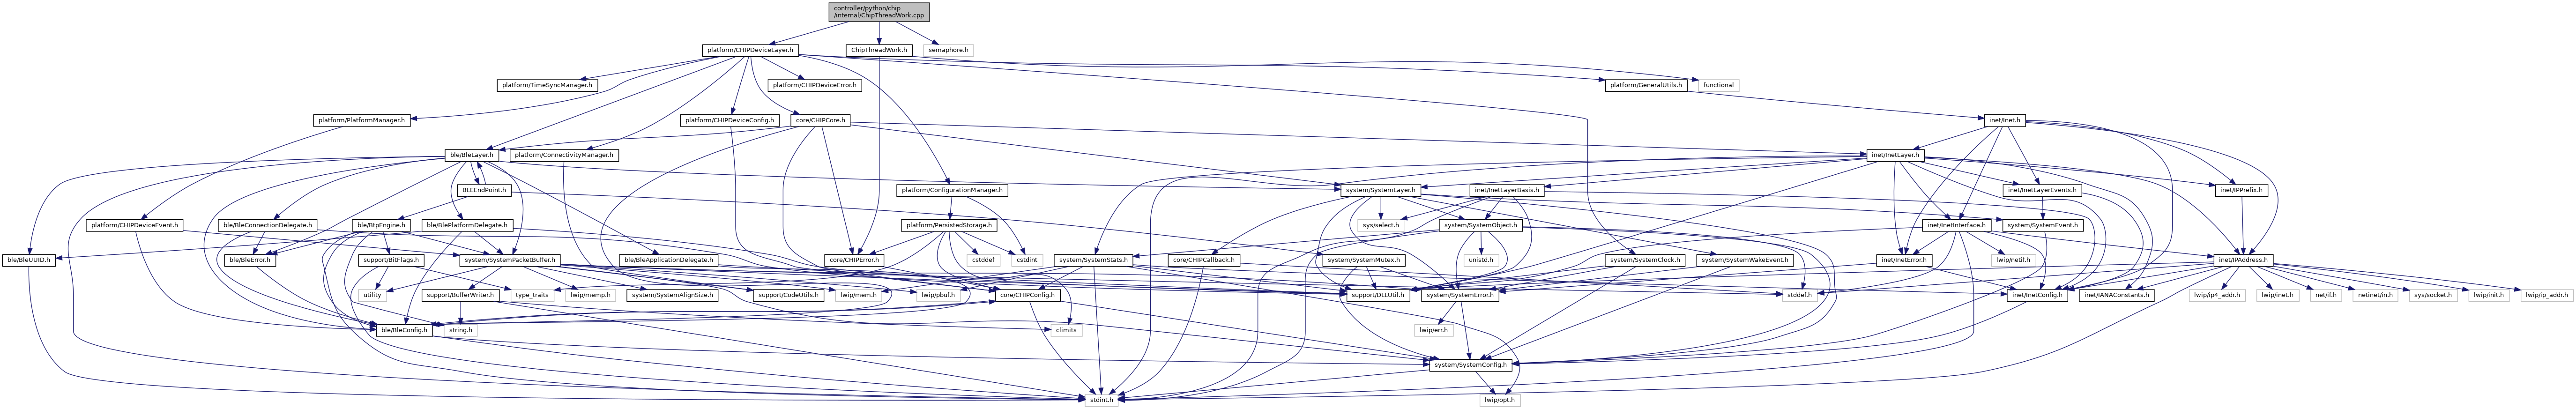 controller/python/chip
/internal/ChipThreadWork.cpp
platform/CHIPDeviceLayer.h
ChipThreadWork.h
semaphore.h
platform/TimeSyncManager.h
platform/CHIPDeviceError.h
platform/GeneralUtils.h
functional
platform/PlatformManager.h
platform/CHIPDeviceConfig.h
core/CHIPCore.h
inet/Inet.h
ble/BleLayer.h
platform/ConnectivityManager.h
inet/InetLayer.h
BLEEndPoint.h
platform/ConfigurationManager.h
system/SystemLayer.h
inet/InetLayerBasis.h
inet/InetLayerEvents.h
inet/IPPrefix.h
platform/CHIPDeviceEvent.h
ble/BleConnectionDelegate.h
ble/BtpEngine.h
ble/BlePlatformDelegate.h
platform/PersistedStorage.h
sys/select.h
system/SystemObject.h
inet/InetInterface.h
system/SystemEvent.h
ble/BleUUID.h
ble/BleError.h
support/BitFlags.h
system/SystemPacketBuffer.h
ble/BleApplicationDelegate.h
core/CHIPError.h
cstddef
cstdint
system/SystemStats.h
core/CHIPCallback.h
system/SystemMutex.h
unistd.h
system/SystemClock.h
system/SystemWakeEvent.h
inet/InetError.h
lwip/netif.h
inet/IPAddress.h
utility
support/BufferWriter.h
type_traits
lwip/memp.h
system/SystemAlignSize.h
support/CodeUtils.h
lwip/mem.h
lwip/pbuf.h
core/CHIPConfig.h
support/DLLUtil.h
system/SystemError.h
stddef.h
inet/InetConfig.h
inet/IANAConstants.h
lwip/ip4_addr.h
lwip/inet.h
net/if.h
netinet/in.h
sys/socket.h
lwip/init.h
lwip/ip_addr.h
ble/BleConfig.h
string.h
climits
lwip/err.h
system/SystemConfig.h
stdint.h
lwip/opt.h